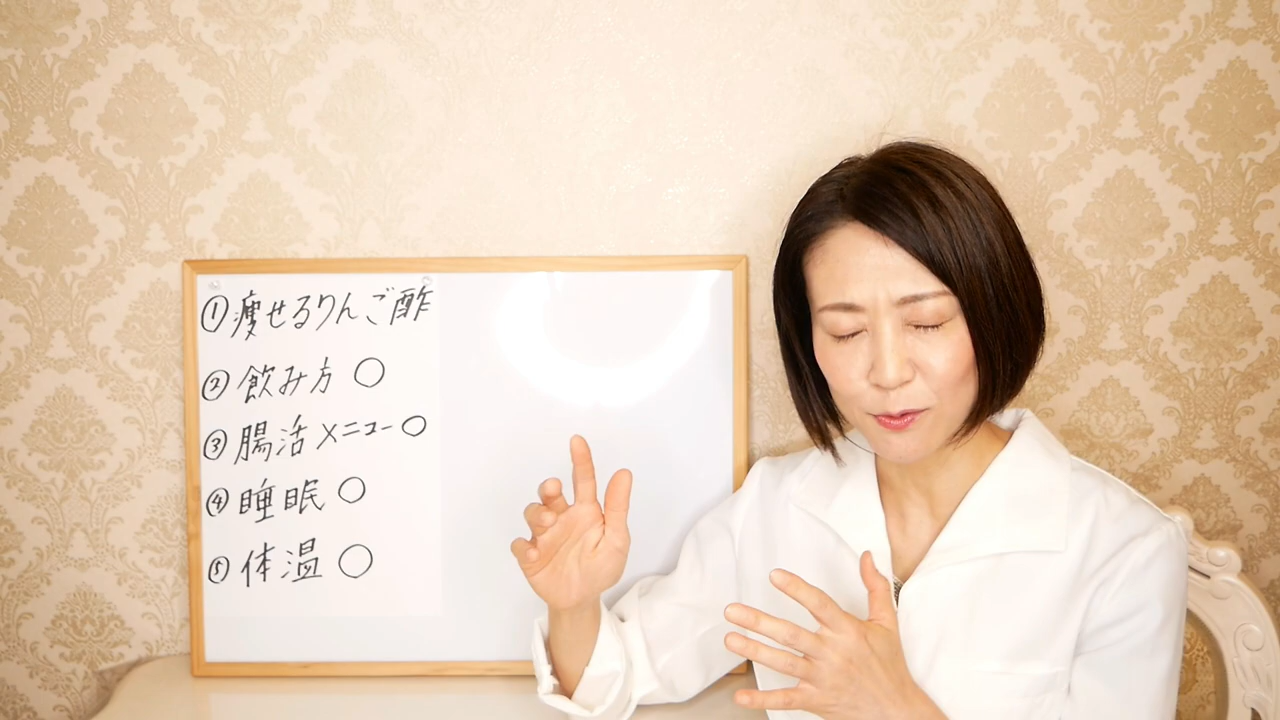 ①痩せるりんご酢
②飲み方 ○
③腸活メニュー○
④睡眠 ○
⑤体温 ○